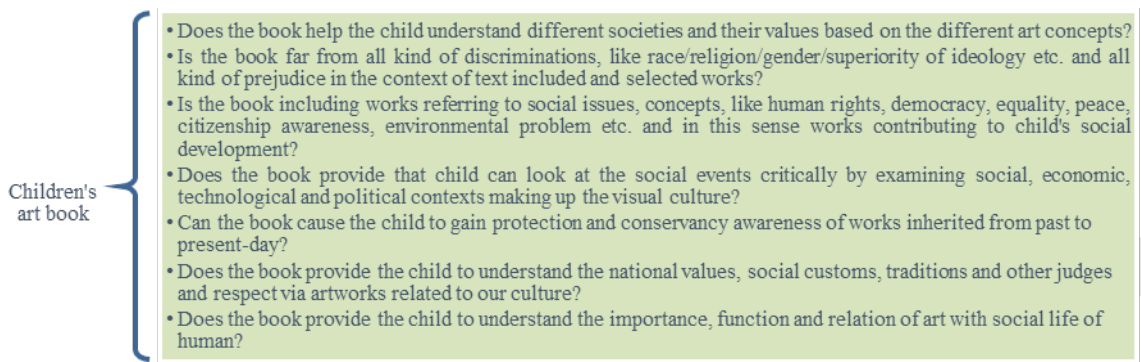 Children's
art book
• Does the book help the child understand different societies and their values based on the different art concepts?
• Is the book far from all kind of discriminations, like race/religion/gender/superiority of ideology etc. and all
kind of prejudice in the context of text included and selected works?
• Is the book including works referring to social issues, concepts, like human rights, democracy, equality, peace,
citizenship awareness, environmental problem etc. and in this sense works contributing to child's social
development?
• Does the book provide that child can look at the social events critically by examining social, economic,
technological and political contexts making up the visual culture?
• Can the book cause the child to gain protection and conservancy awareness of works inherited from past to
present-day?
• Does the book provide the child to understand the national values, social customs, traditions and other judges
and respect via artworks related to our culture?
• Does the book provide the child to understand the importance, function and relation of art with social life of
human?